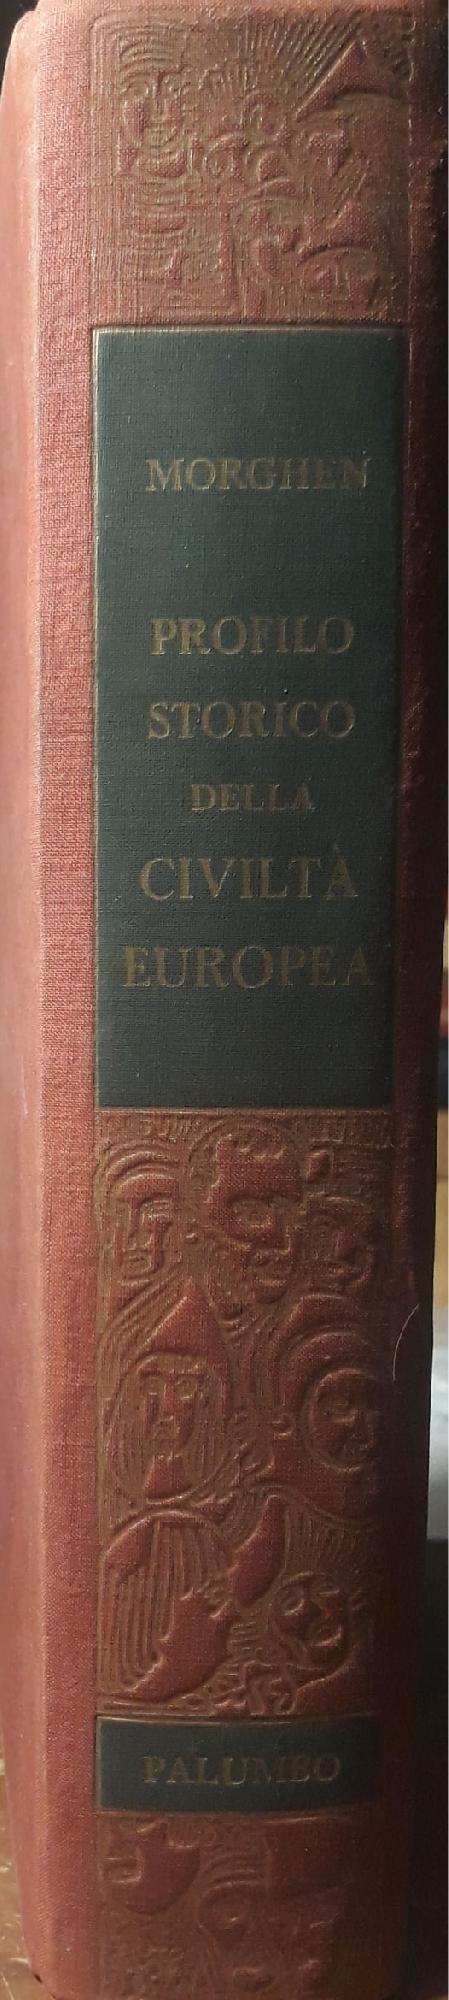 MORGHEN
PROFILO
STORICO
DELLA
CIVILTÀ
EUROPEA
PALUMBO